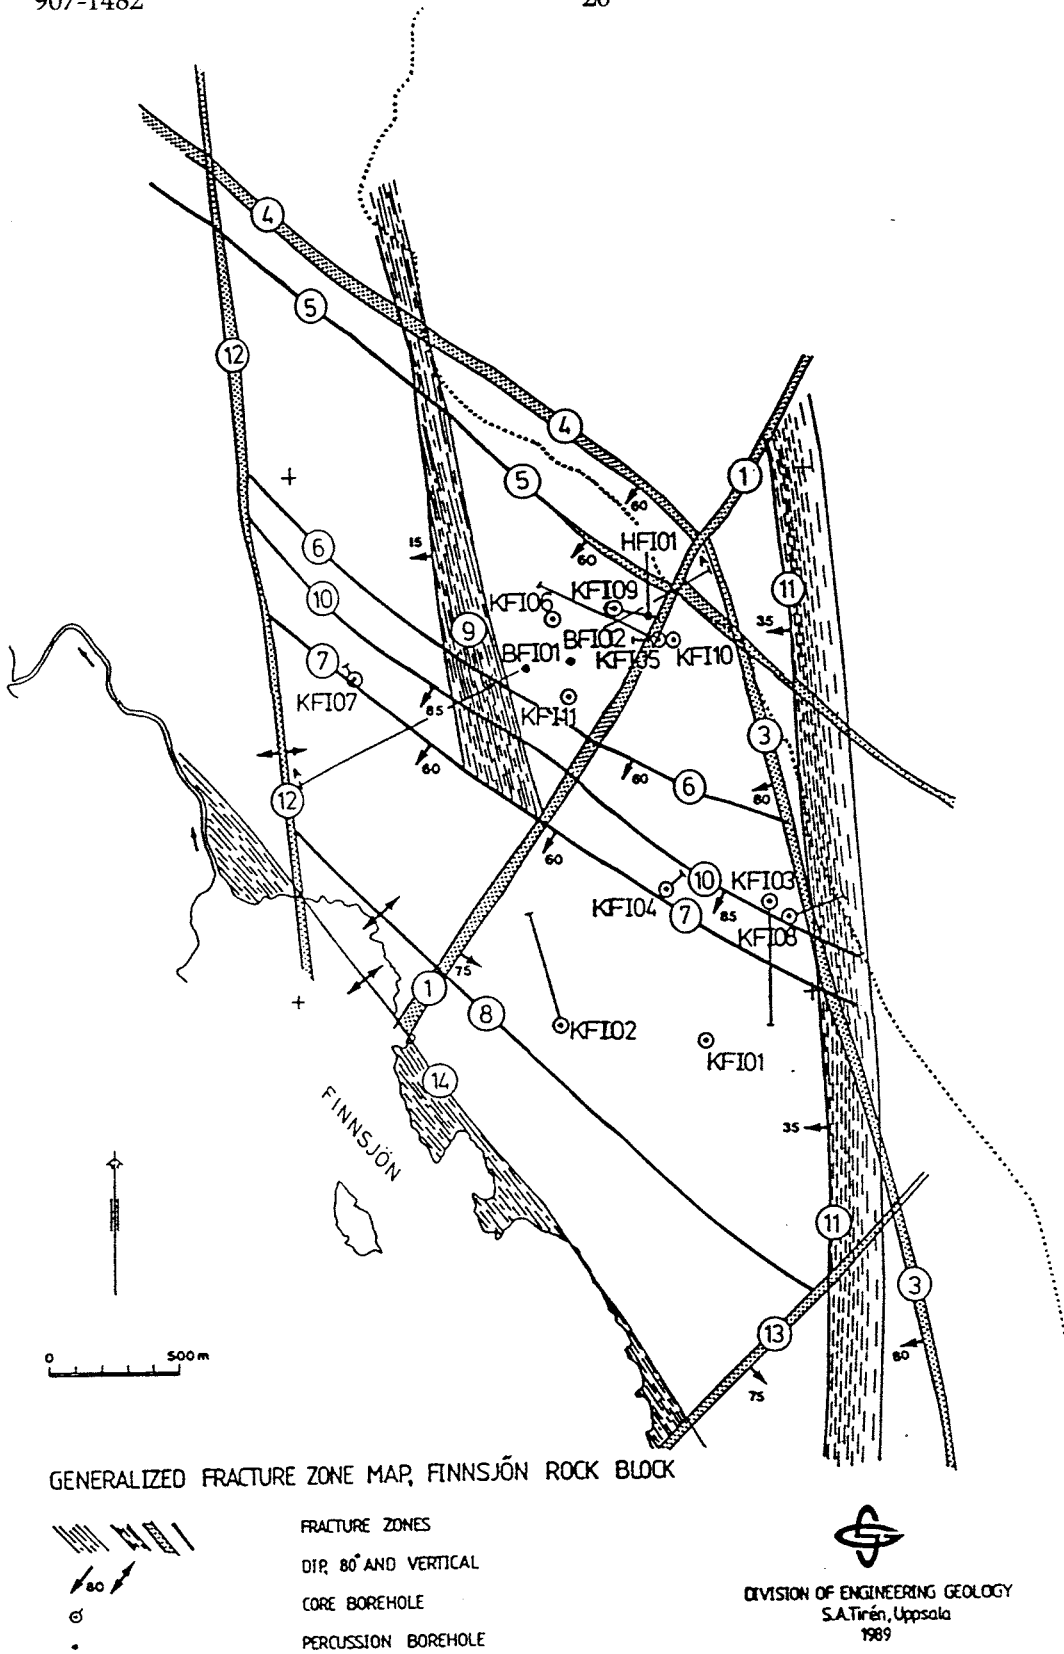 907-1482
26
4
5
12
4
5
1
60
HFI01
15
60
6
KFI09
11
10
KFI06
35
9
BFI02
7
BFI01
KFI05
KFI10
KFI07
85
KFI11
3
60
60
6
80
12
60
10
KFI03
KFI04
7
85
KFI08
75
1
8
KFI02
KFI01
14
FINNSJÖN
35
11
3
13
0
500m
80
75
GENERALIZED FRACTURE ZONE MAP, FINNSJÖN ROCK BLOCK
FRACTURE ZONES
80
DIP, 80° AND VERTICAL
CORE BOREHOLE
PERCUSSION BOREHOLE
DIVISION OF ENGINEERING GEOLOGY
S.A.Tirén, Uppsala
1989